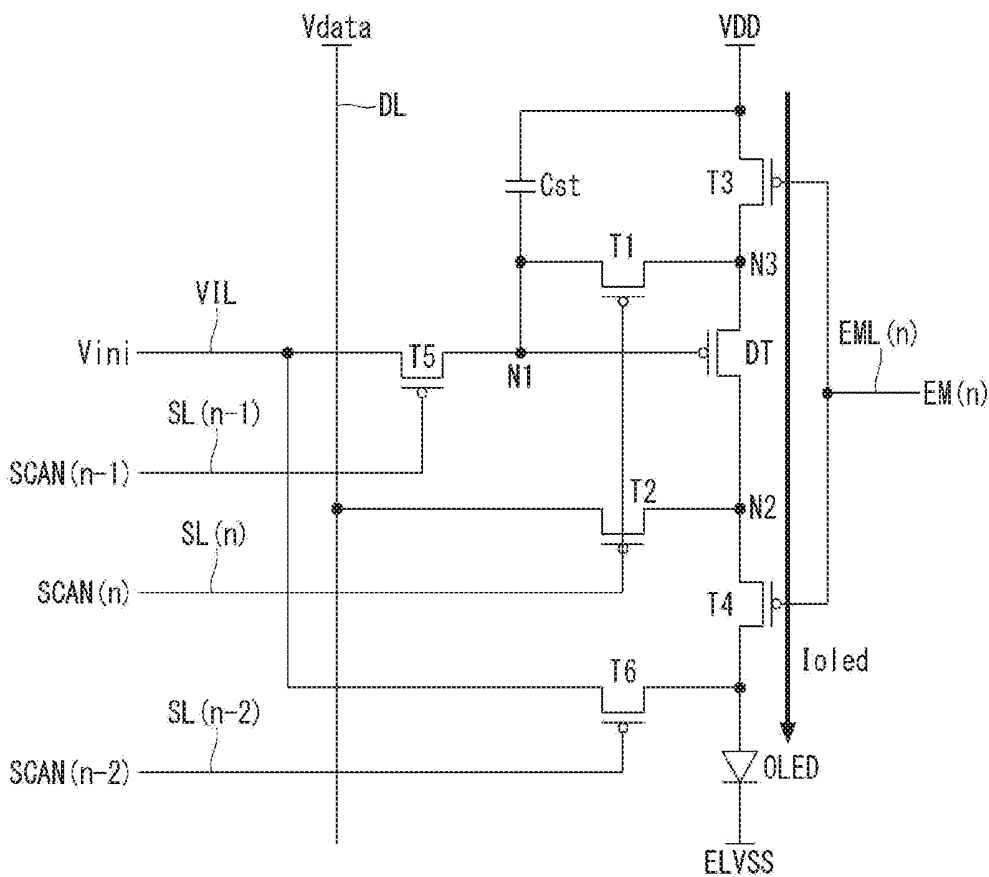 Vdata
VDD
DL
Cst
T3
T1
N3
VIL
Vini
T5
N1
DT
EML(n)
EM(n)
SL(n-1)
SCAN(n-1)
T2
N2
SL(n)
SCAN(n)
T4
Ioled
T6
SL(n-2)
SCAN(n-2)
OLED
ELVSS